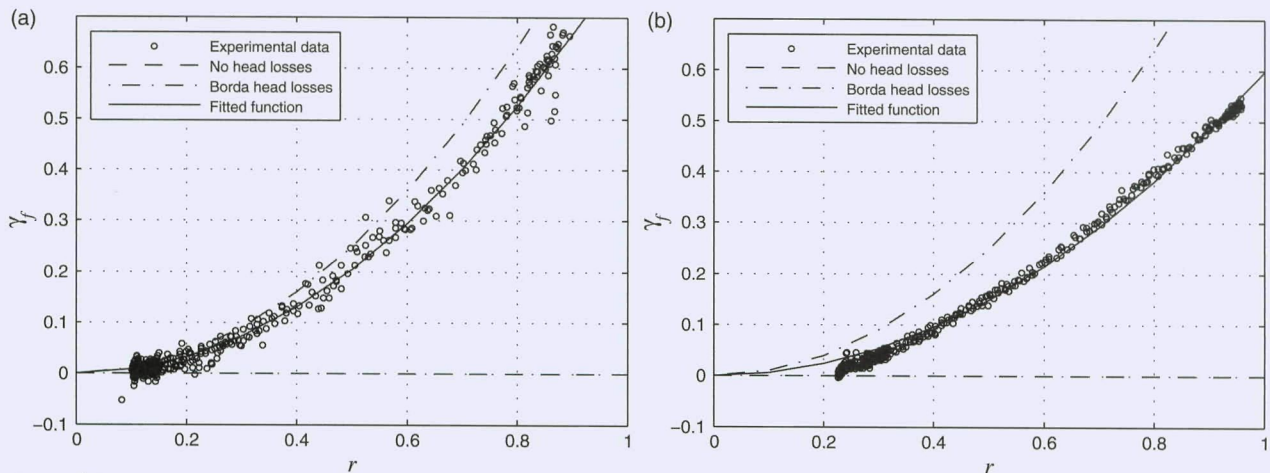 (a)
Experimental data
No head losses
Borda head losses
Fitted function
0.6
0.5
0.4
0.3
0.2
0.1
0
−0.1
γf
0
0.2
0.4
0.6
0.8
1
r
(b)
Experimental data
No head losses
Borda head losses
Fitted function
0.6
0.5
0.4
0.3
0.2
0.1
0
−0.1
γf
0
0.2
0.4
0.6
0.8
1
r